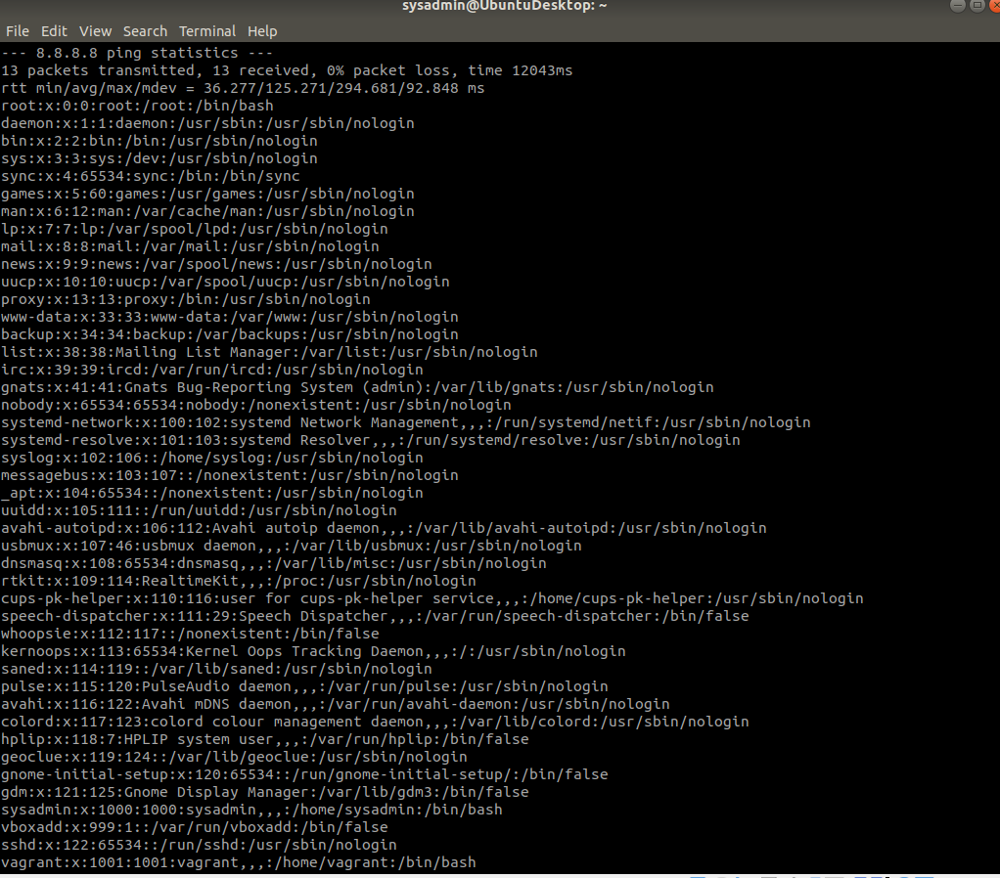 sysadmin@UbuntuDesktop: ~
File Edit View Search Terminal Help
--- 8.8.8.8 ping statistics ---
13 packets transmitted, 13 received, 0% packet loss, time 12043ms
rtt min/avg/max/mdev = 36.277/125.271/294.681/92.848 ms
root:x:0:0:root:/root:/bin/bash
daemon:x:1:1:daemon:/usr/sbin:/usr/sbin/nologin
bin:x:2:2:bin:/bin:/usr/sbin/nologin
sys:x:3:3:sys:/dev:/usr/sbin/nologin
sync:x:4:65534:sync:/bin:/bin/sync
games:x:5:60:games:/usr/games:/usr/sbin/nologin
man:x:6:12:man:/var/cache/man:/usr/sbin/nologin
lp:x:7:7:lp:/var/spool/lpd:/usr/sbin/nologin
mail:x:8:8:mail:/var/mail:/usr/sbin/nologin
news:x:9:9:news:/var/spool/news:/usr/sbin/nologin
uucp:x:10:10:uucp:/var/spool/uucp:/usr/sbin/nologin
proxy:x:13:13:proxy:/bin:/usr/sbin/nologin
www-data:x:33:33:www-data:/var/www:/usr/sbin/nologin
backup:x:34:34:backup:/var/backups:/usr/sbin/nologin
list:x:38:38:Mailing List Manager:/var/list:/usr/sbin/nologin
irc:x:39:39:ircd:/var/run/ircd:/usr/sbin/nologin
gnats:x:41:41:Gnats Bug-Reporting System (admin):/var/lib/gnats:/usr/sbin/nologin
nobody:x:65534:65534:nobody:/nonexistent:/usr/sbin/nologin
systemd-network:x:100:102:systemd Network Management,,,:/run/systemd/netif:/usr/sbin/nologin
systemd-resolve:x:101:103:systemd Resolver,,,:/run/systemd/resolve:/usr/sbin/nologin
syslog:x:102:106::/home/syslog:/usr/sbin/nologin
messagebus:x:103:107::/nonexistent:/usr/sbin/nologin
_apt:x:104:65534::/nonexistent:/usr/sbin/nologin
uuidd:x:105:111::/run/uuidd:/usr/sbin/nologin
avahi-autoipd:x:106:112:Avahi autoip daemon,,,:/var/lib/avahi-autoipd:/usr/sbin/nologin
usbmux:x:107:46:usbmux daemon,,,:/var/lib/usbmux:/usr/sbin/nologin
dnsmasq:x:108:65534:dnsmasq,,,:/var/lib/misc:/usr/sbin/nologin
rtkit:x:109:114:RealtimeKit,,,:/proc:/usr/sbin/nologin
cups-pk-helper:x:110:116:user for cups-pk-helper service,,,:/home/cups-pk-helper:/usr/sbin/nologin
speech-dispatcher:x:111:29:Speech Dispatcher,,,:/var/run/speech-dispatcher:/bin/false
whoopsie:x:112:117::/nonexistent:/bin/false
kernoops:x:113:65534:Kernel Oops Tracking Daemon,,,:/:/usr/sbin/nologin
saned:x:114:119::/var/lib/saned:/usr/sbin/nologin
pulse:x:115:120:PulseAudio daemon,,,:/var/run/pulse:/usr/sbin/nologin
avahi:x:116:122:Avahi mDNS daemon,,,:/var/run/avahi-daemon:/usr/sbin/nologin
colord:x:117:123:colord colour management daemon,,,:/var/lib/colord:/usr/sbin/nologin
hplip:x:118:7:HPLIP system user,,,:/var/run/hplip:/bin/false
geoclue:x:119:124::/var/lib/geoclue:/usr/sbin/nologin
gnome-initial-setup:x:120:65534::/run/gnome-initial-setup/:/bin/false
gdm:x:121:125:Gnome Display Manager:/var/lib/gdm3:/bin/false
sysadmin:x:1000:1000:sysadmin,,,:/home/sysadmin:/bin/bash
vboxadd:x:999:1::/var/run/vboxadd:/bin/false
sshd:x:122:65534::/run/sshd:/usr/sbin/nologin
vagrant:x:1001:1001:vagrant,,,:/home/vagrant:/bin/bash